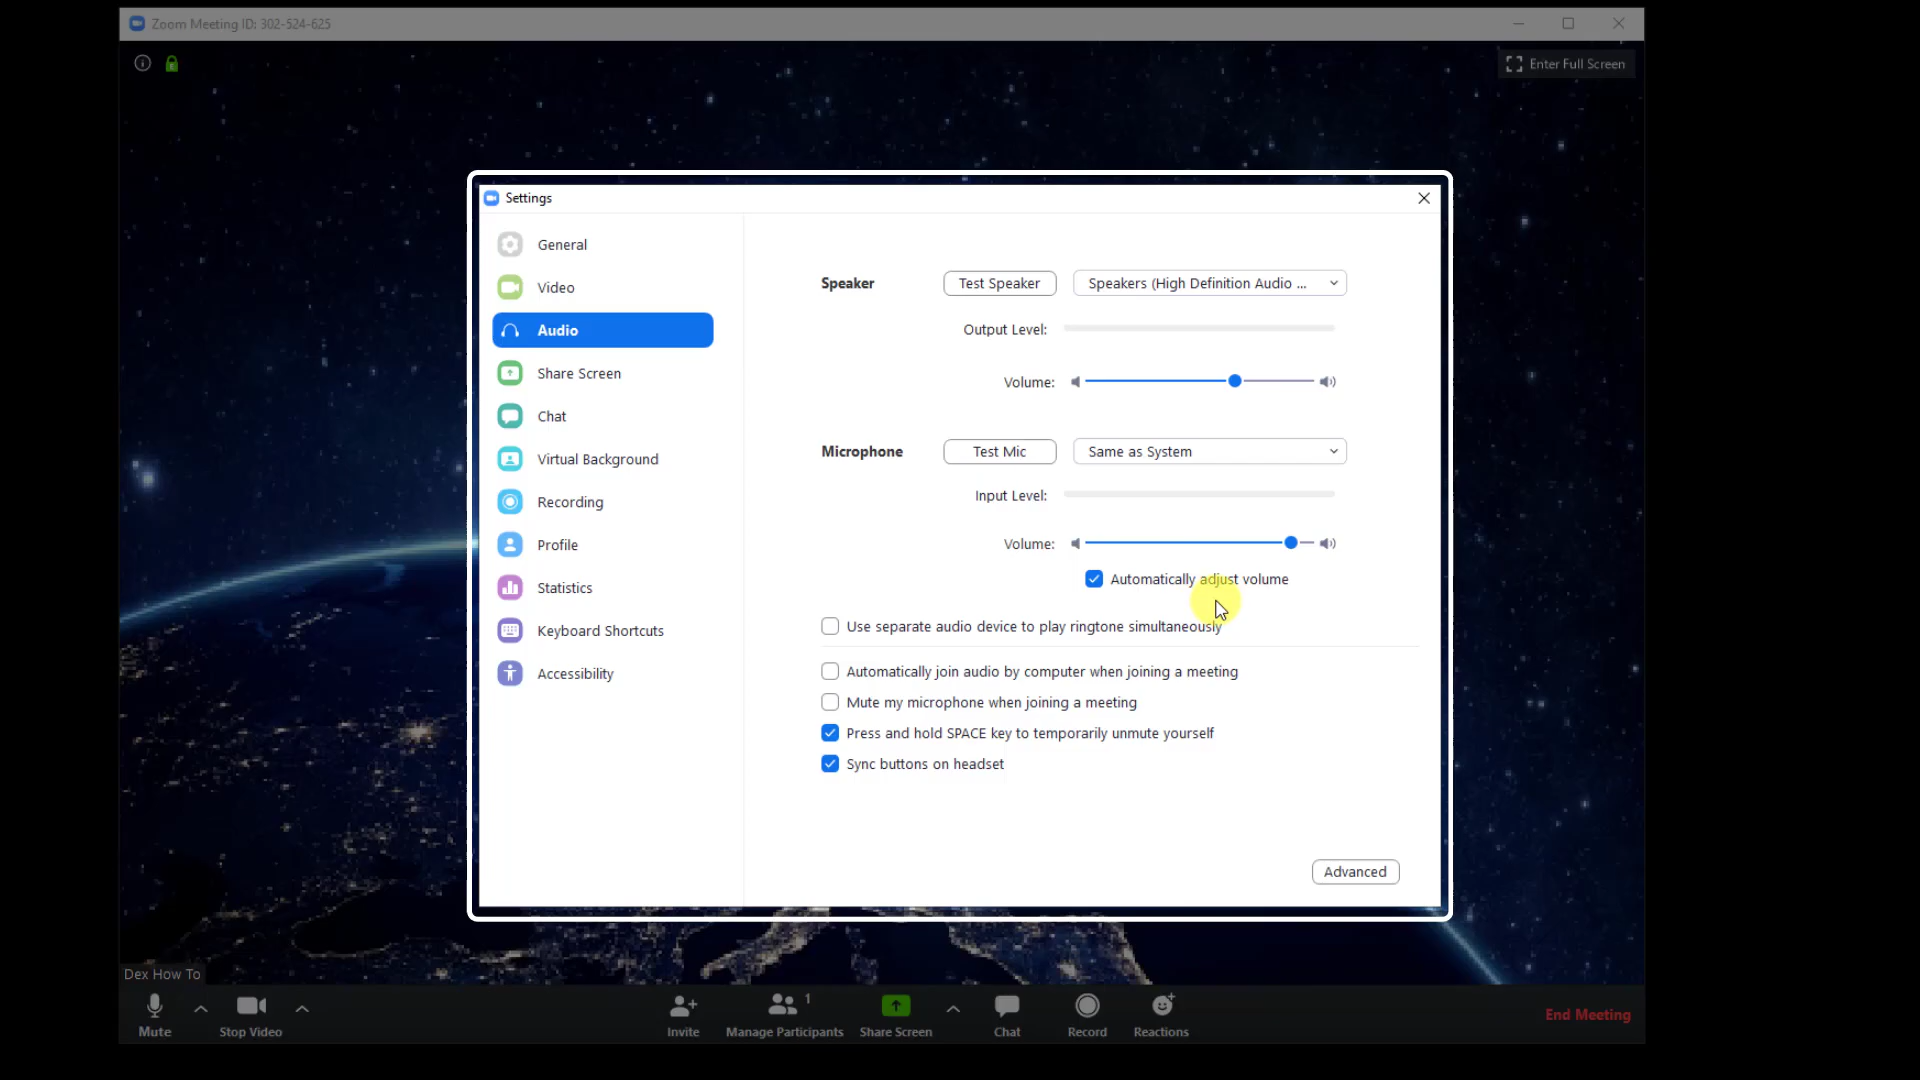 Zoom Meeting ID: 302-524-625
Enter Full Screen
Settings
General
Video
Audio
Share Screen
Chat
Virtual Background
Recording
Profile
Statistics
Keyboard Shortcuts
Accessibility
Speaker Test Speaker Speakers (High Definition Audio ...
Output Level:
Volume:
Microphone Test Mic Same as System
Input Level:
Volume:
Automatically adjust volume
Use separate audio device to play ringtone simultaneously
Automatically join audio by computer when joining a meeting
Mute my microphone when joining a meeting
Press and hold SPACE key to temporarily unmute yourself
Sync buttons on headset
Advanced
Dex How To
1
Mute Stop Video Invite Manage Participants Share Screen Chat Record Reactions End Meeting